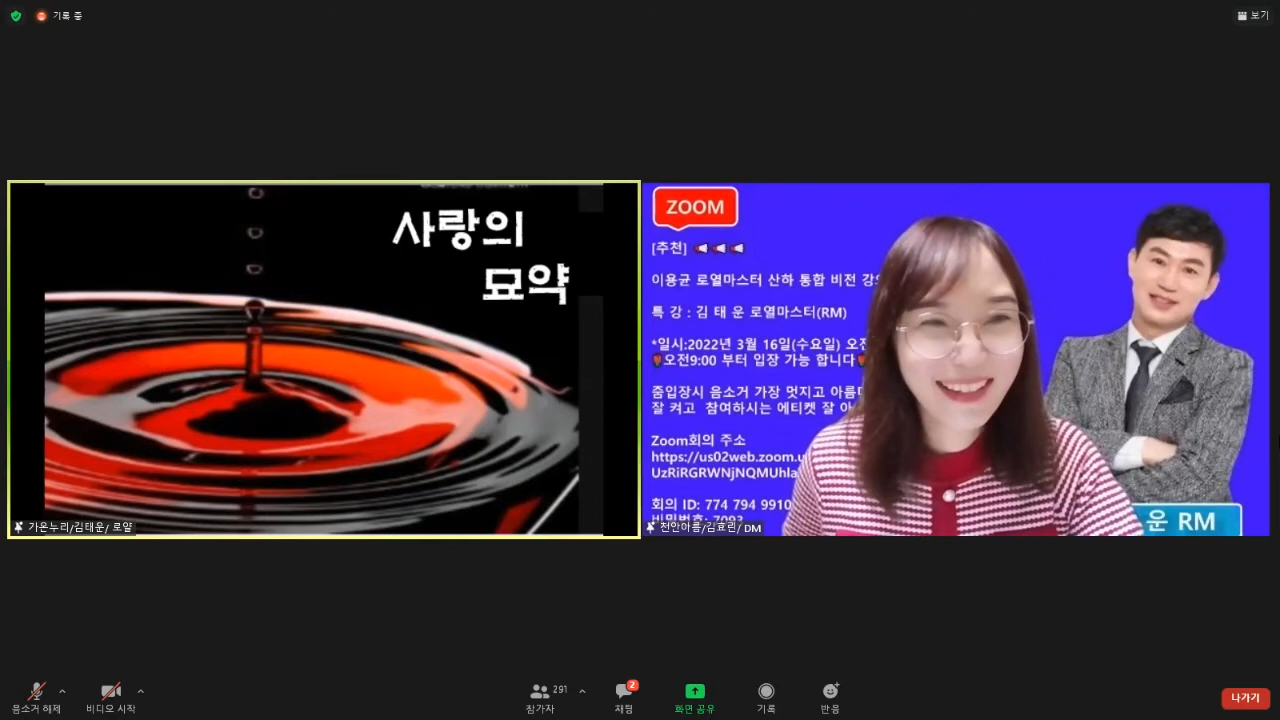 기록 중
보기
사랑의
묘약
가온누리/김태운/ 로얄
ZOOM
[추천]
이용균 로열마스터 산하 통합 비전 강의
특 강 : 김 태 운 로열마스터(RM)
*일시:2022년 3월 16일(수요일) 오전
오전9:00 부터 입장 가능 합니다
줌입장시 음소거 가장 멋지고
잘 켜고 참여하시는 에티켓 잘
Zoom회의 주소
https://us02web.zoom.u
UzRiRGRWNjNQMUhla
회의 ID: 774 794 9910
운 RM
천안아름/김효린/DM
음소거 해제
비디오 시작
291
참가자
2
채팅
화면 공유
기록
반응
나가기